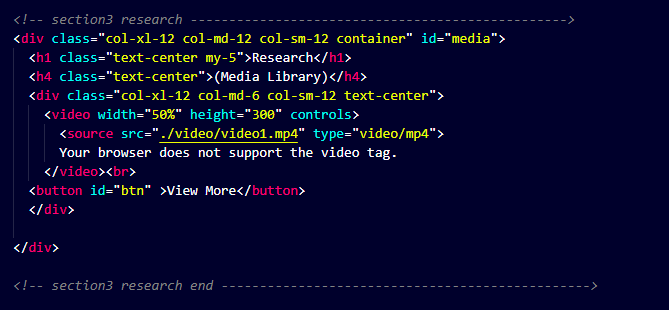 <!-- section3 research -------------------------------------------------->
<div class="col-xl-12 col-md-12 col-sm-12 container" id="media">
<h1 class="text-center my-5">Research</h1>
<h4 class="text-center">(Media Library)</h4>
<div class="col-xl-12 col-md-6 col-sm-12 text-center">
<video width="50%" height="300" controls>
<source src="./video/video1.mp4" type="video/mp4">
Your browser does not support the video tag.
</video><br>
<button id="btn" >View More</button>
</div>
</div>
<!-- section3 research end ------------------------------------------------->